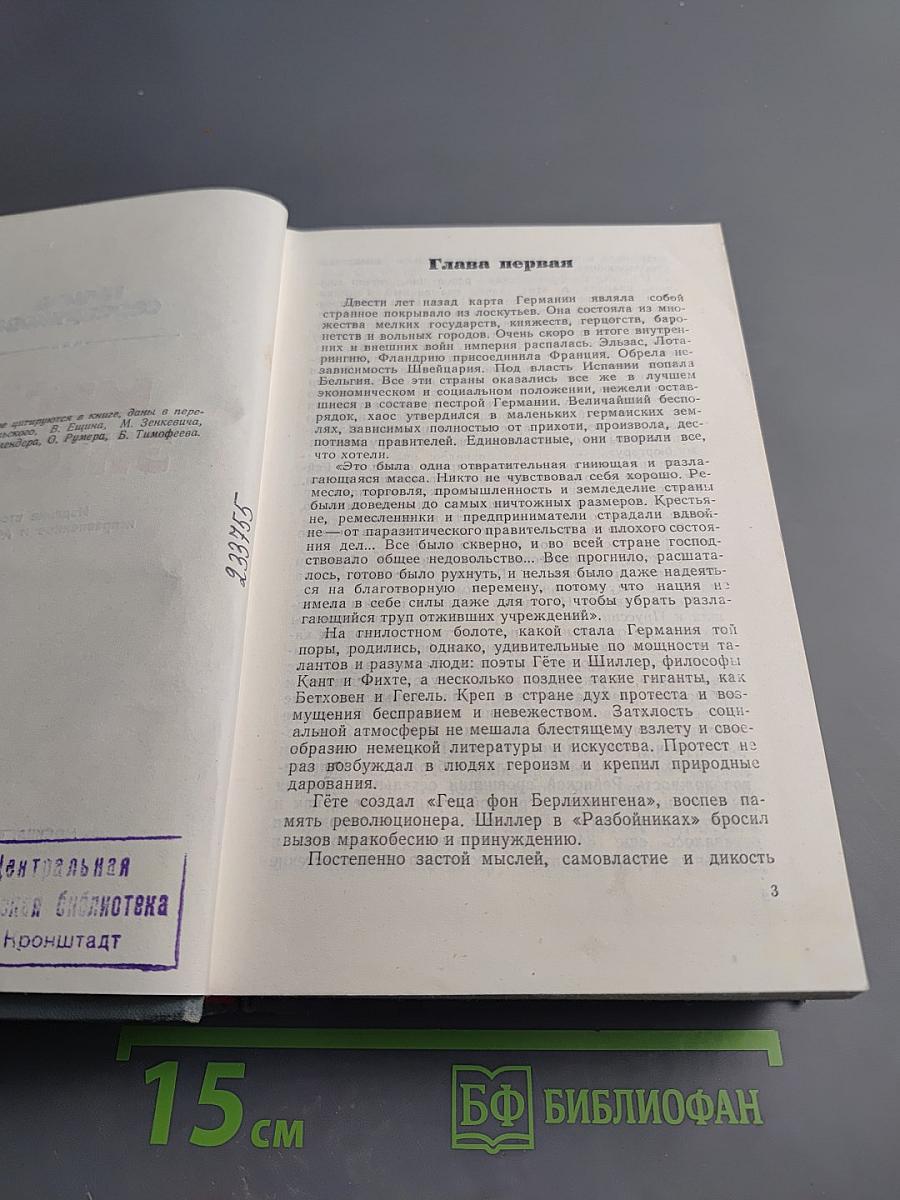 е цитируются в книге, даны в пере-
льского, В. Ещина, М. Зенкевича,
лендера, О. Румера, Б. Тимофеева.
233755
Центральная
ская библиотека
Кронштадт
Глава первая
Двести лет назад карта Германии являла собой
странное покрывало из лоскутьев. Она состояла из мно-
жества мелких государств, княжеств, герцогств, баро-
нетств и вольных городов. Очень скоро в итоге внутрен-
них и внешних войн империя распалась. Эльзас, Лота-
рингию, Фландрию присоединила Франция. Обрела не-
зависимость Швейцария. Под власть Испании попала
Бельгия. Все эти страны оказались все же в лучшем
экономическом и социальном положении, нежели остав-
шиеся в составе пестрой Германии. Величайший беспо-
рядок, хаос утвердился в маленьких германских зем-
лях, зависимых полностью от прихоти, произвола, дес-
потизма правителей. Единовластные, они творили все,
что хотели.
«Это была одна отвратительная гниющая и разла-
гающаяся масса. Никто не чувствовал себя хорошо. Ре-
месло, торговля, промышленность и земледелие страны
были доведены до самых ничтожных размеров. Крестья-
не, ремесленники и предприниматели страдали вдвой-
не — от паразитического правительства и плохого состоя-
ния дел... Все было скверно, и во всей стране господ-
ствовало общее недовольство... Все прогнило, расшата-
лось, готово было рухнуть, и нельзя было даже надеять-
ся на благотворную перемену, потому что нация не
имела в себе силы даже для того, чтобы убрать разла-
гающийся труп отживших учреждений».
На гнилостном болоте, какой стала Германия той
поры, родились, однако, удивительные по мощности та-
лантов и разума люди: поэты Гёте и Шиллер, философы
Кант и Фихте, а несколько позднее такие гиганты, как
Бетховен и Гегель. Креп в стране дух протеста и воз-
мущения бесправием и невежеством. Затхлость соци-
альной атмосферы не мешала блестящему взлету и свое-
образию немецкой литературы и искусства. Протест не
раз возбуждал в людях героизм и крепил природные
дарования.
Гёте создал «Геца фон Берлихингена», воспев па-
мять революционера. Шиллер в «Разбойниках» бросил
вызов мракобесию и принуждению.
Постепенно застой мыслей, самовластие и дикость
3
15 см
БФ БИБЛИОФАН